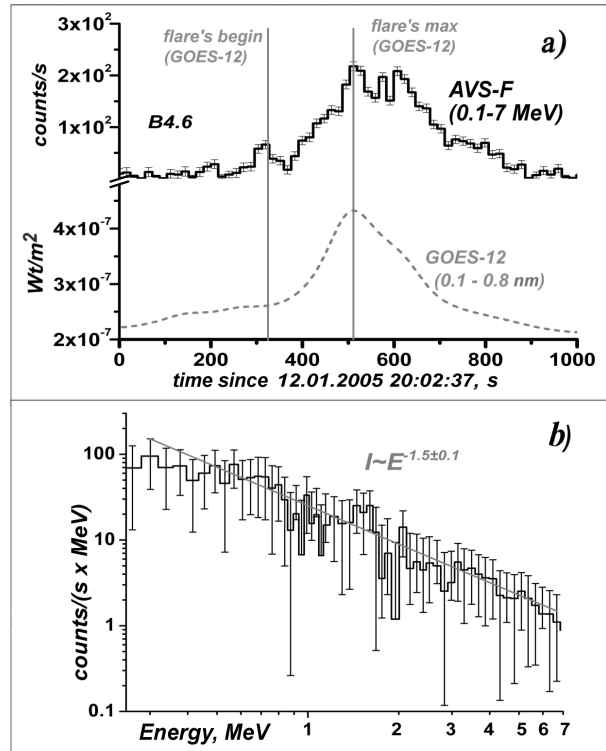 flare's begin
(GOES-12)
flare's max
(GOES-12)
a)
counts/s
3x10²
2x10²
1x10²
B4.6
AVS-F
(0.1-7 MeV)
Wt/m²
4x10⁻⁷
3x10⁻⁷
2x10⁻⁷
GOES-12
(0.1 - 0.8 nm)
0 200 400 600 800 1000
time since 12.01.2005 20:02:37, s
b)
I~E⁻¹·⁵±⁰·¹
counts/(s x MeV)
100
10
1
0.1
Energy, MeV 1 2 3 4 5 6 7